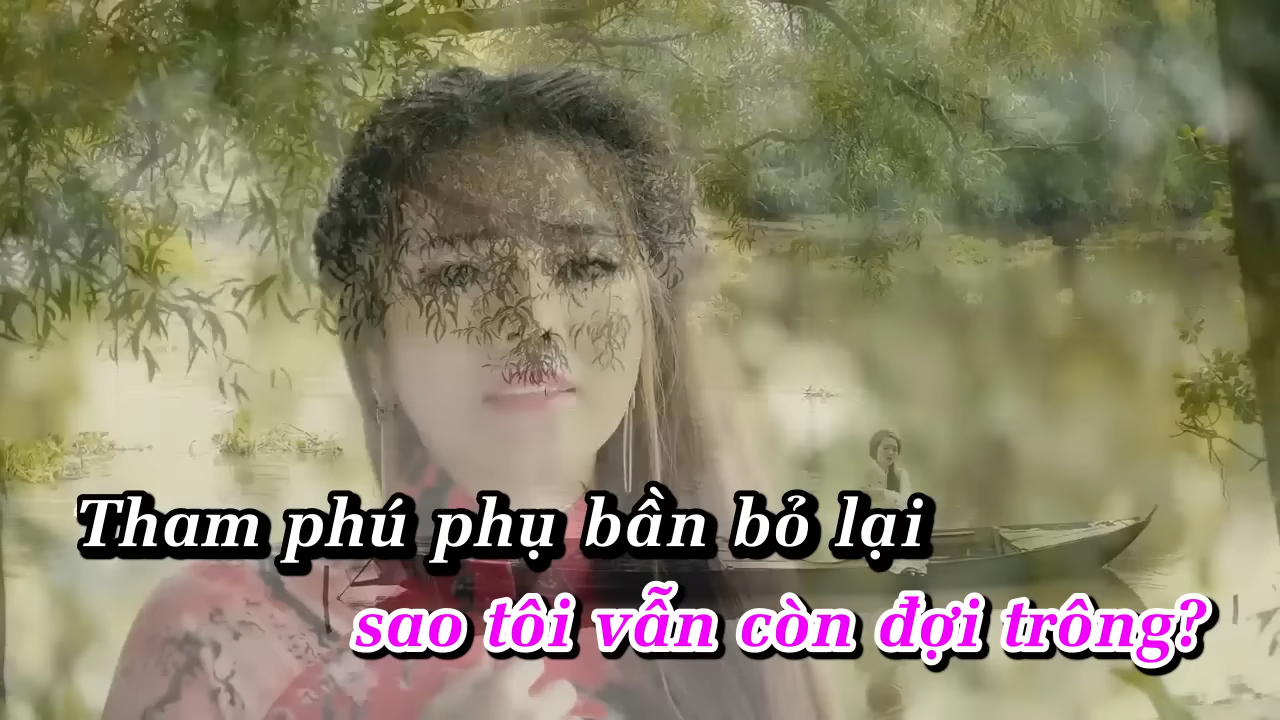 Tham phú phụ bần bỏ lại
sao tôi vẫn còn đợi trông?